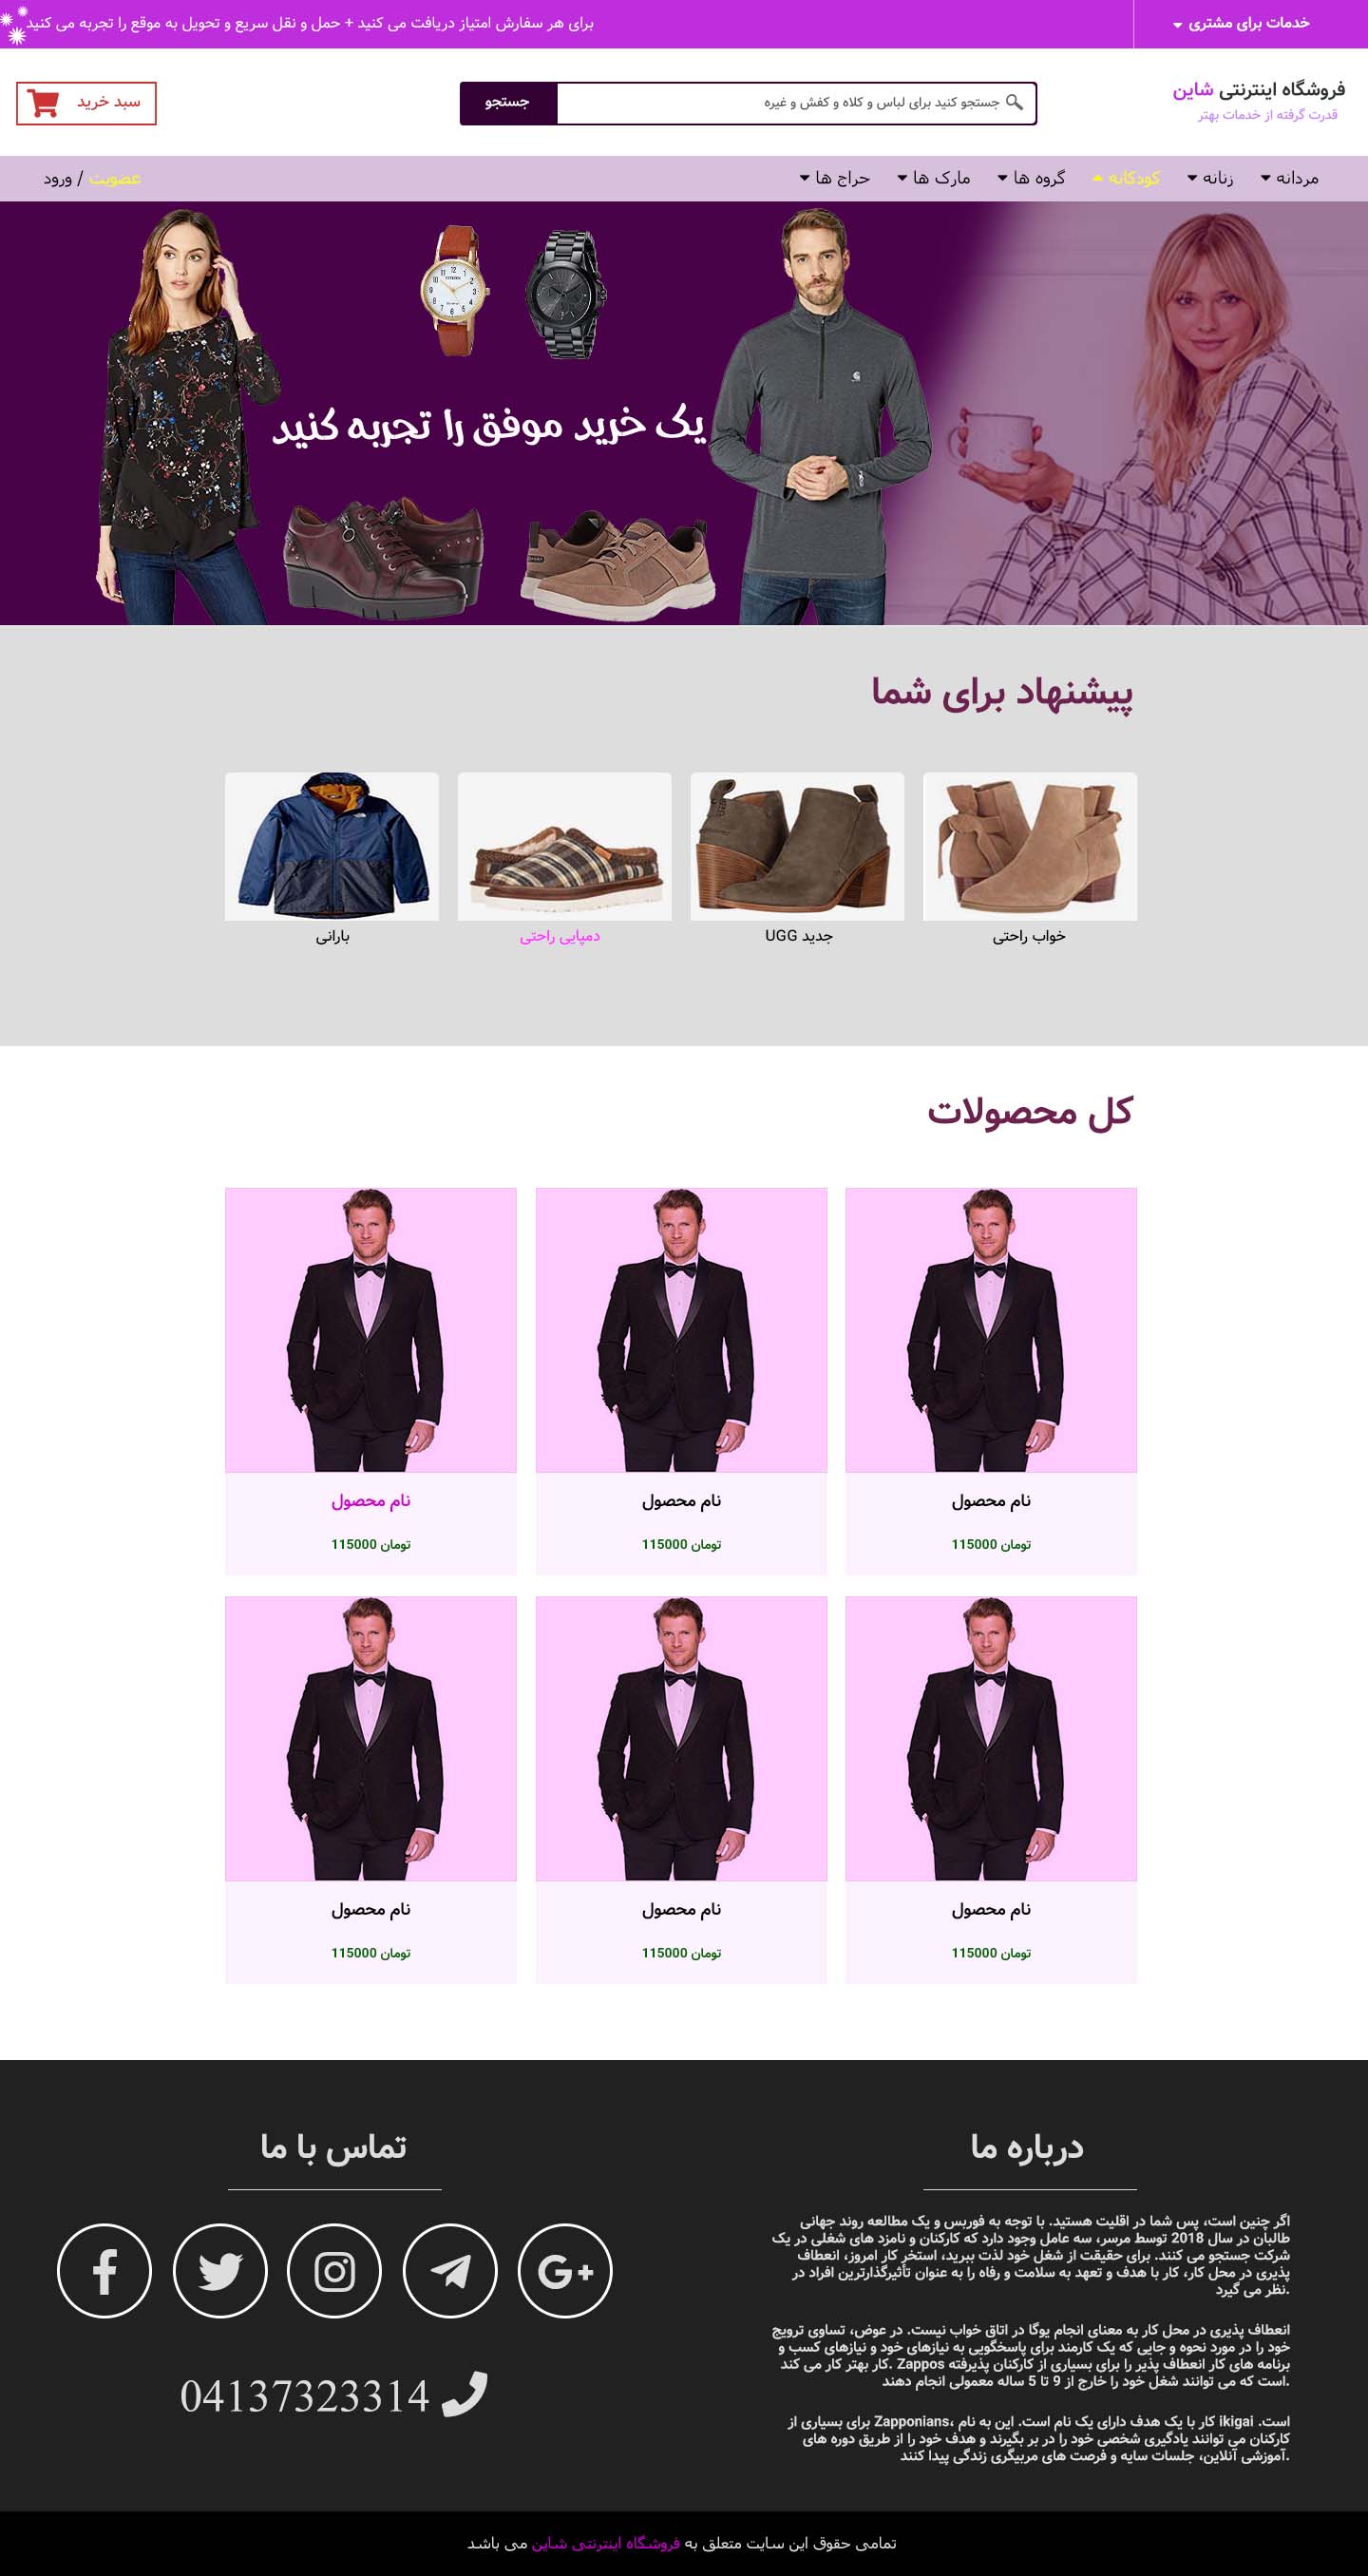 خدمات برای مشتری
برای هر سفارش امتیاز دریافت می کنید + حمل و نقل سریع و تحویل به موقع را تجربه می کنید
فروشگاه اینترنتی شاین
قدرت گرفته از خدمات بهتر
جستجو کنید برای لباس و کلاه و کفش و غیره
جستجو
سبد خرید
مردانه
زنانه
کودکانه
گروه ها
مارک ها
حراج ها
عضویت / ورود
یک خرید موفق را تجربه کنید
پیشنهاد برای شما
خواب راحتی
جدید UGG
دمپایی راحتی
بارانی
کل محصولات
نام محصول
تومان 115000
نام محصول
تومان 115000
نام محصول
تومان 115000
نام محصول
تومان 115000
نام محصول
تومان 115000
نام محصول
تومان 115000
درباره ما
اگر چنین است، پس شما در اقلیت هستید. با توجه به فوربس و یک مطالعه روند جهانی
طالبان در سال 2018 توسط مرسر، سه عامل وجود دارد که کارکنان و نامزد های شغلی در یک
شرکت جستجو می کنند. برای حقیقت از شغل خود لذت ببرید، استخر کار امروز، انعطاف
پذیری در محل کار، کار با هدف و تعهد به سلامت و رفاه را به عنوان تأثیرگذارترین افراد در
.نظر می گیرد
انعطاف پذیری در محل کار به معنای انجام یوگا در اتاق خواب نیست. در عوض، تساوی ترویج
خود را در مورد نحوه و جایی که یک کارمند برای پاسخگویی به نیازهای خود و نیازهای کسب و
برنامه های کار انعطاف پذیر را برای بسیاری از کارکنان پذیرفته Zappos .کار بهتر کار می کند
.است که می توانند شغل خود را خارج از 9 تا 5 ساله معمولی انجام دهند
است. ikigai کار با یک هدف دارای یک نام است. این به نام ،Zapponians برای بسیاری از
کارکنان می توانند یادگیری شخصی خود را در بر بگیرند و هدف خود را از طریق دوره های
.آموزشی آنلاین، جلسات سایه و فرصت های مربیگری زندگی پیدا کنند
تماس با ما
04137323314
تمامی حقوق این سایت متعلق به فروشگاه اینترنتی شاین می باشد